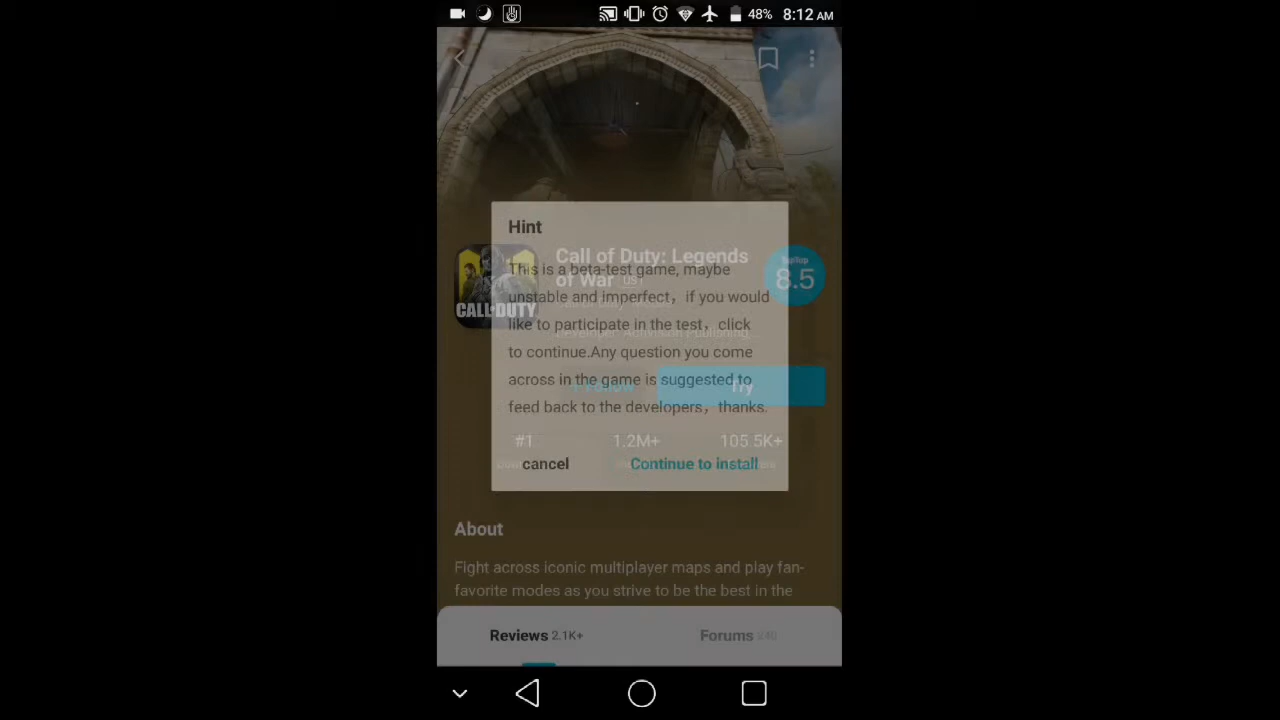 48% 8:12 AM
Hint
Call of Duty: Legends
of War
TapTap
8.5
CALL OF DUTY
This is a beta-test game, maybe
unstable and imperfect，if you would
like to participate in the test，click
to continue.Any question you come
across in the game is suggested to
feed back to the developers，thanks.
Try
#1 1.2M+ 105.5K+
cancel Continue to install
About
Fight across iconic multiplayer maps and play fan-
favorite modes as you strive to be the best in the
Reviews 2.1K+ Forums